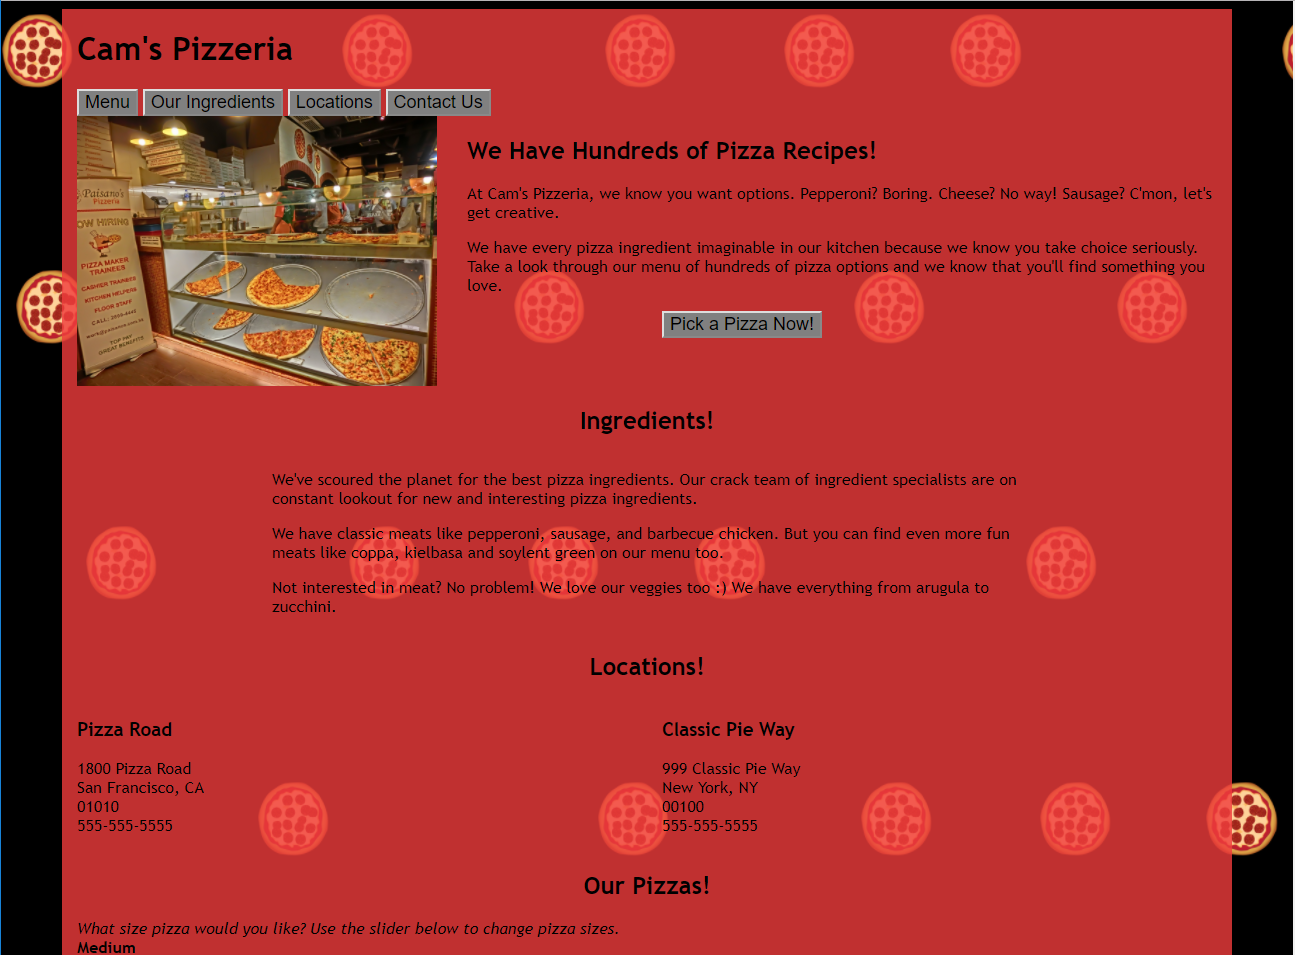 Cam's Pizzeria
Menu
Our Ingredients
Locations
Contact Us
Paisano's
Pizzeria
OW HIRING
PIZZA MAKER
TRAINEES
CASHIER TRAINEES
KITCHEN HELPERS
FLOOR STAFF
TOP PAY
GREAT BENEFITS
We Have Hundreds of Pizza Recipes!
At Cam's Pizzeria, we know you want options. Pepperoni? Boring. Cheese? No way! Sausage? C'mon, let's
get creative.
We have every pizza ingredient imaginable in our kitchen because we know you take choice seriously.
Take a look through our menu of hundreds of pizza options and we know that you'll find something you
love.
Pick a Pizza Now!
Ingredients!
We've scoured the planet for the best pizza ingredients. Our crack team of ingredient specialists are on
constant lookout for new and interesting pizza ingredients.
We have classic meats like pepperoni, sausage, and barbecue chicken. But you can find even more fun
meats like coppa, kielbasa and soylent green on our menu too.
Not interested in meat? No problem! We love our veggies too :) We have everything from arugula to
zucchini.
Locations!
Pizza Road
1800 Pizza Road
San Francisco, CA
01010
555-555-5555
Classic Pie Way
999 Classic Pie Way
New York, NY
00100
555-555-5555
Our Pizzas!
What size pizza would you like? Use the slider below to change pizza sizes.
Medium